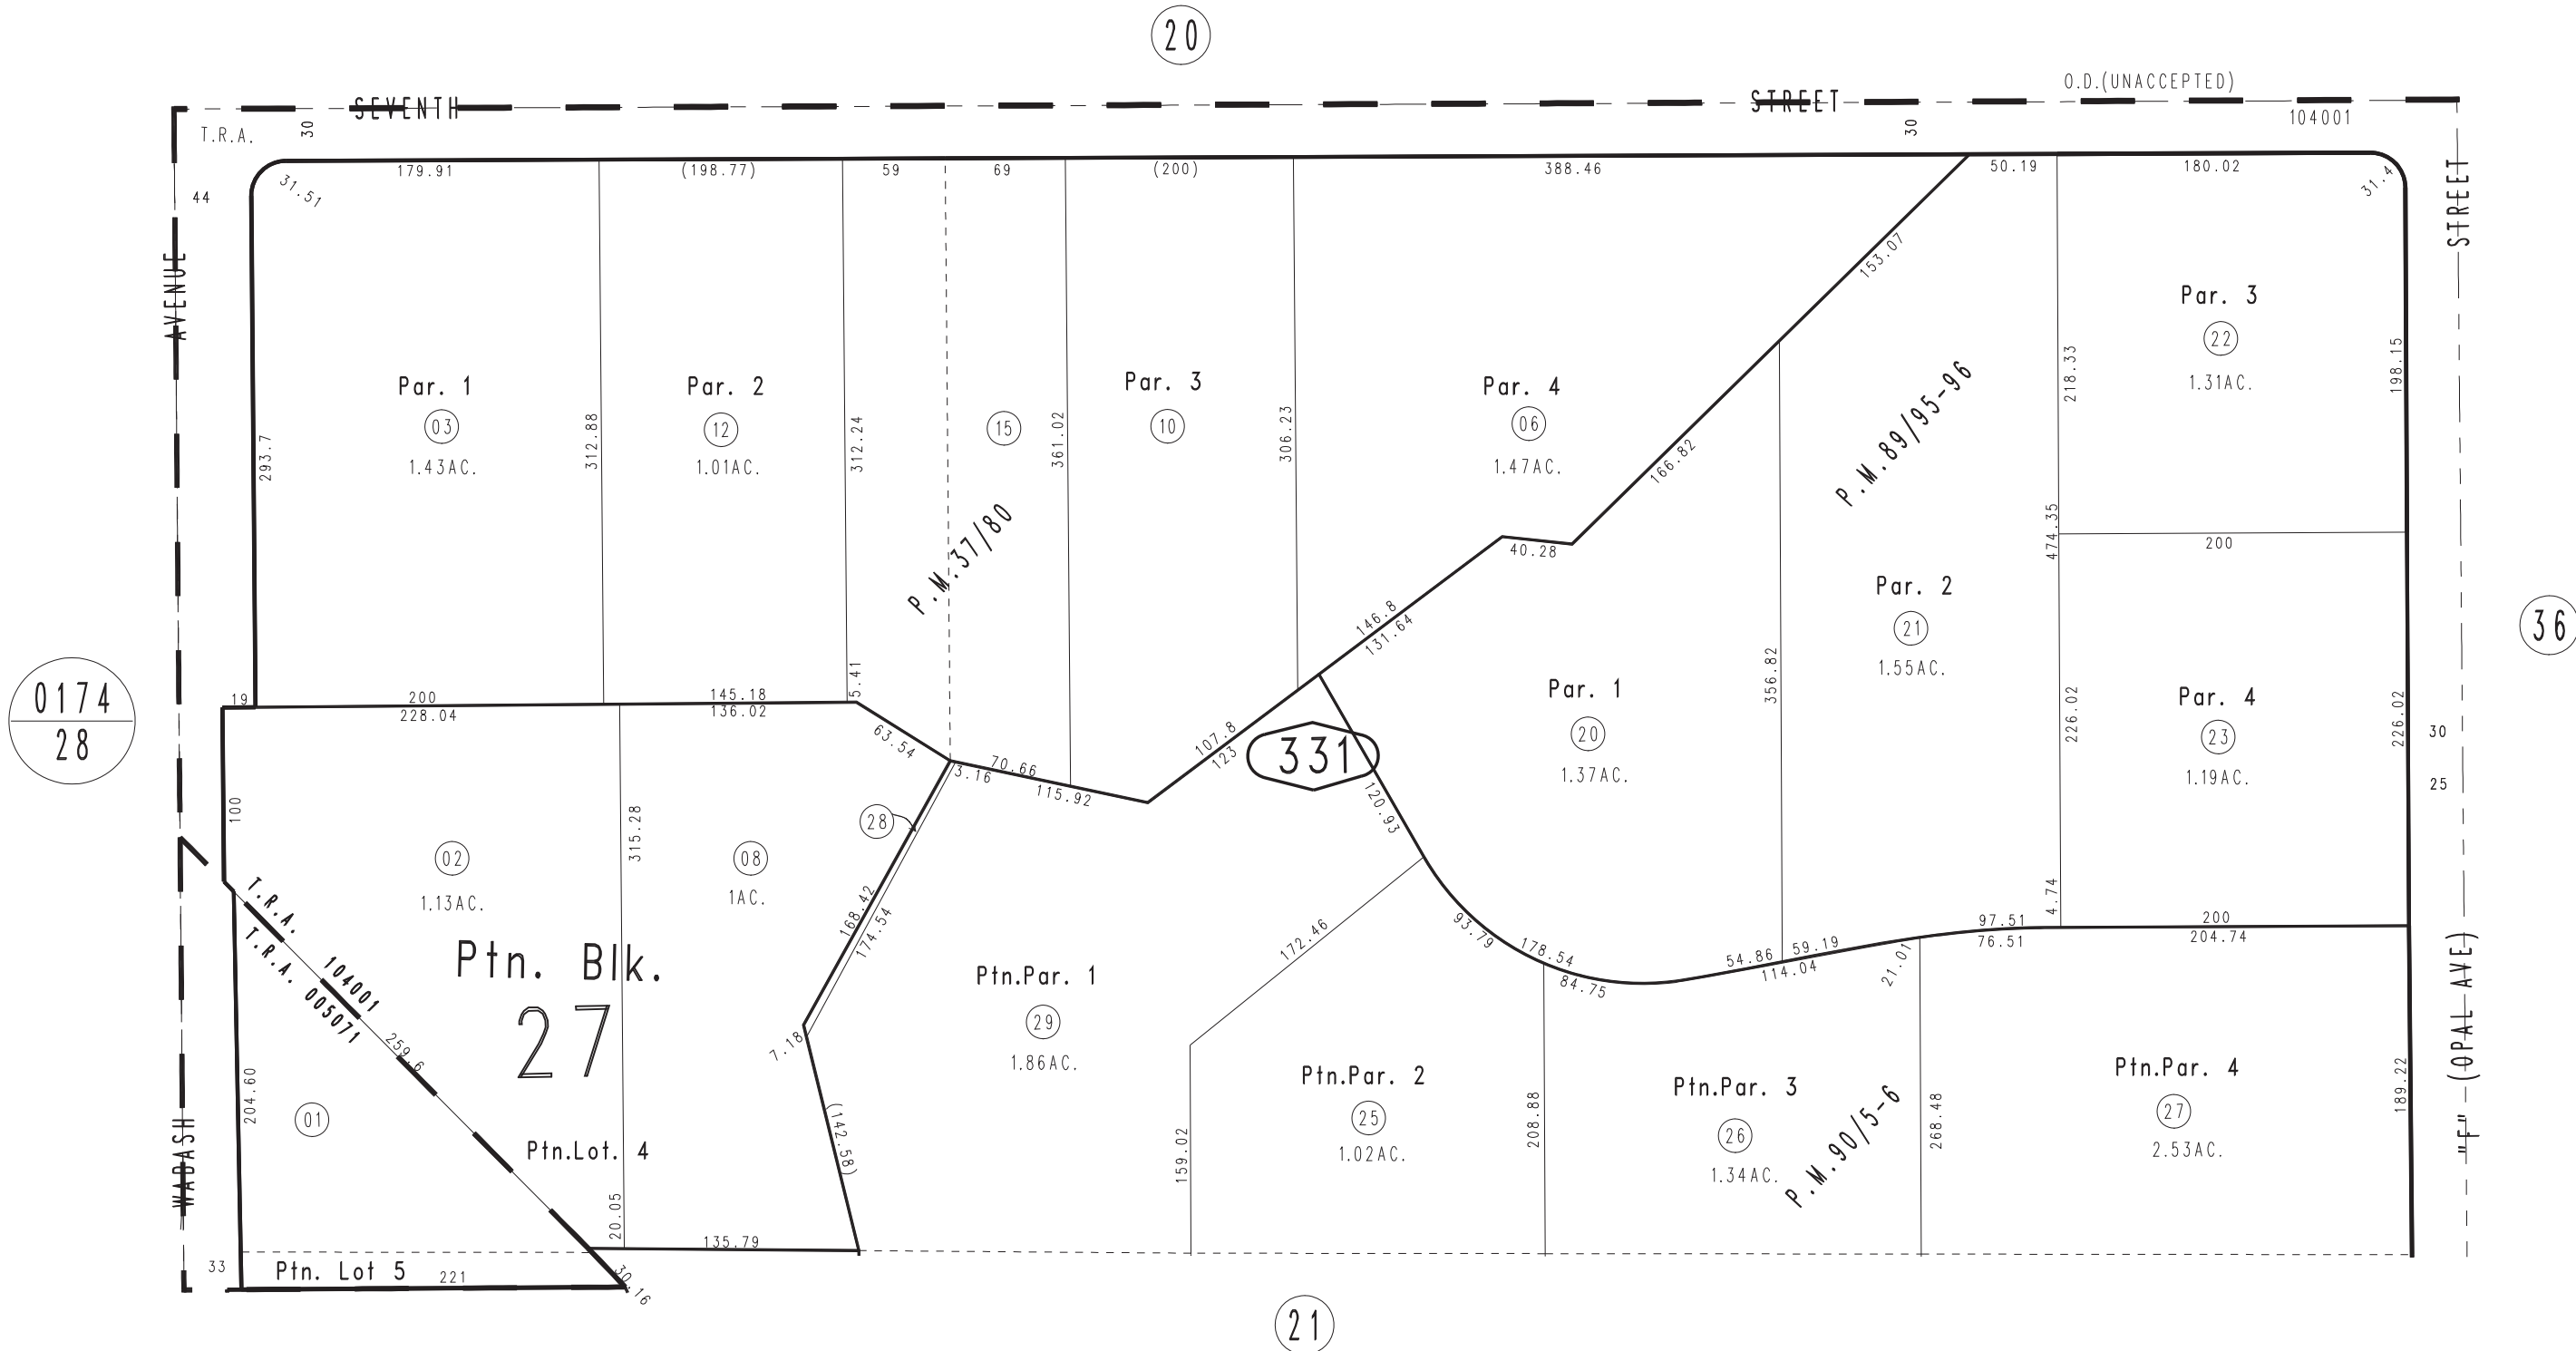 20
O.D.(UNACCEPTED)
SEVENTH
STREET
104001
T.R.A.
30
30
44
31.51
179.91
(198.77)
59
69
(200)
388.46
50.19
180.02
31.4
STREET
AVENUE
153.07
Par. 3
22
1.31AC.
218.33
198.15
Par. 1
03
1.43AC.
293.7
312.88
Par. 2
12
1.01AC.
312.24
15
361.02
Par. 3
10
306.23
Par. 4
06
1.47AC.
166.82
P.M.89/95-96
P.M.37/80
474.35
200
40.28
Par. 2
21
1.55AC.
146.8
131.64
36
0174
28
19
200
228.04
145.18
136.02
5.41
63.54
3.16
70.66
115.92
107.8
123
331
Par. 1
20
1.37AC.
356.82
226.02
Par. 4
23
1.19AC.
226.02
30
25
100
315.28
28
120.93
02
1.13AC.
08
1AC.
168.42
174.54
4.74
T.R.A.
T.R.A.
104001
005071
259.6
Ptn. Blk.
27
172.46
93.79
178.54
84.75
54.86
59.19
114.04
97.51
76.51
200
204.74
21.01
Ptn.Par. 1
29
1.86AC.
7.18
(142.58)
204.60
01
Ptn.Lot. 4
20.05
135.79
159.02
Ptn.Par. 2
25
1.02AC.
208.88
Ptn.Par. 3
26
1.34AC.
P.M.90/5-6
268.48
Ptn.Par. 4
27
2.53AC.
189.22
"F" (OPAL AVE)
WABASH
33
Ptn. Lot 5
221
30.16
21